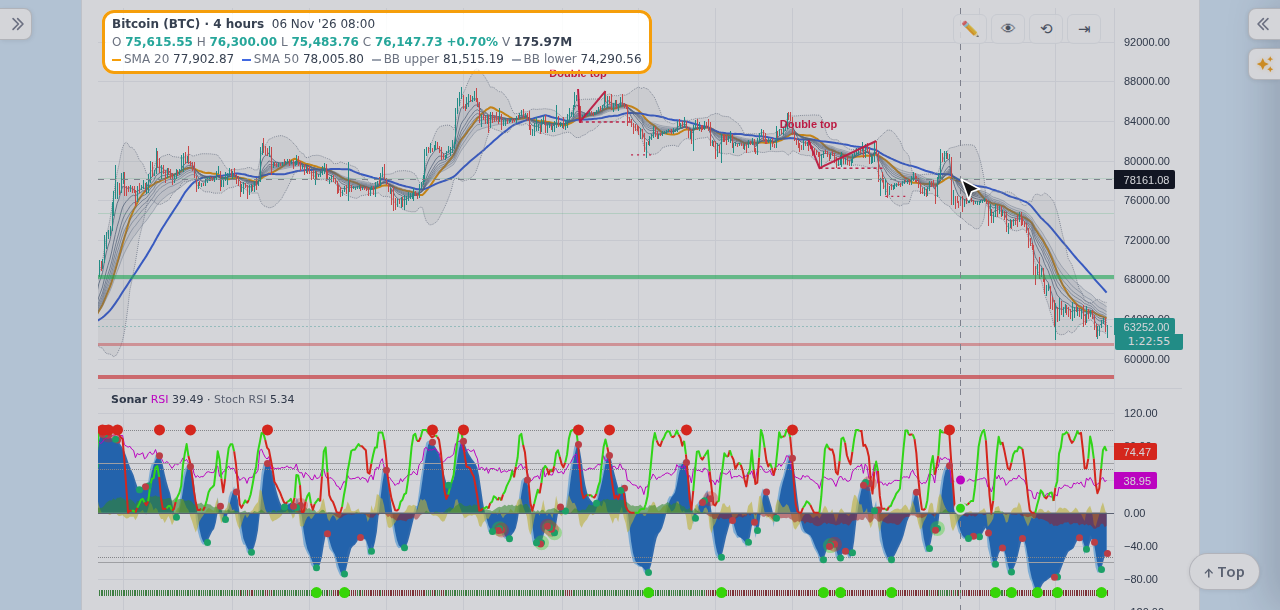 Bitcoin (BTC) · 4 hours 06 Nov '26 08:00
O 75,615.55 H 76,300.00 L 75,483.76 C 76,147.73 +0.70% V 175.97M
SMA 20 77,902.87 SMA 50 78,005.80 BB upper 81,515.19 BB lower 74,290.56
Double top
Double top
92000.00
88000.00
84000.00
80000.00
78161.08
76000.00
72000.00
68000.00
63252.00
1:22:55
60000.00
Sonar RSI 39.49 · Stoch RSI 5.34
120.00
74.47
38.95
0.00
−40.00
−80.00
↑ Top